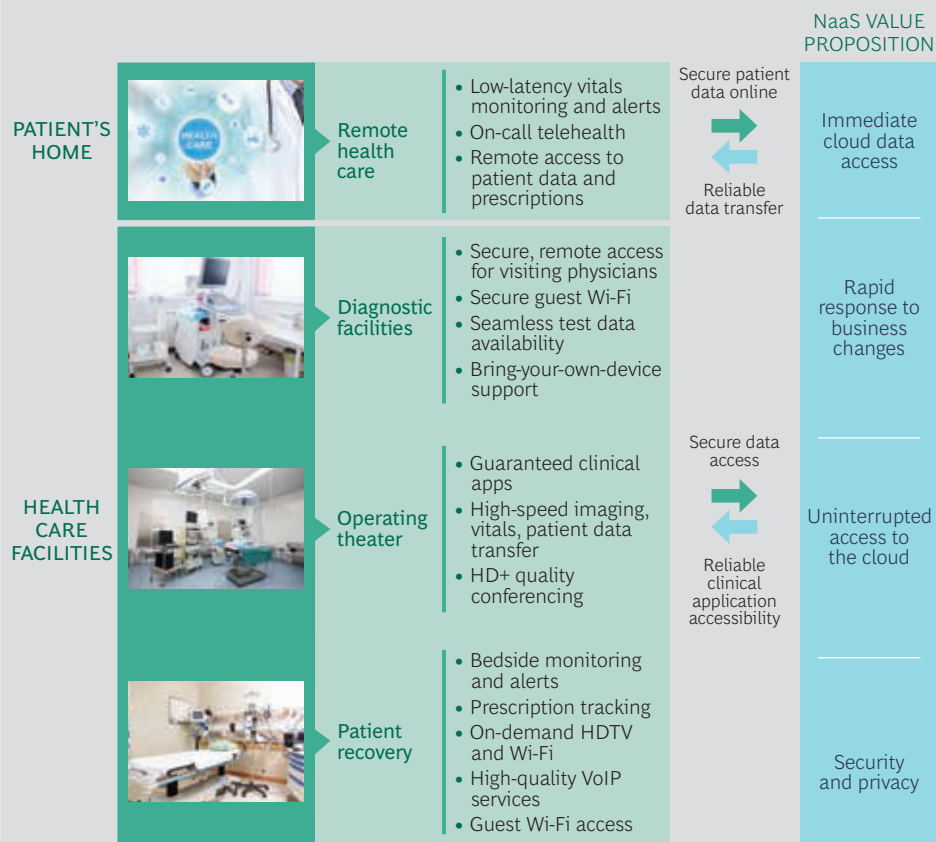 NaaS VALUE
PROPOSITION
PATIENT'S
HOME
HEALTH
CARE
Remote
health
care
• Low-latency vitals
monitoring and alerts
• On-call telehealth
• Remote access to
patient data and
prescriptions
Secure patient
data online
Reliable
data transfer
Immediate
cloud data
access
HEALTH
CARE
FACILITIES
Diagnostic
facilities
• Secure, remote access
for visiting physicians
• Secure guest Wi-Fi
• Seamless test data
availability
• Bring-your-own-device
support
Rapid
response to
business
changes
Operating
theater
• Guaranteed clinical
apps
• High-speed imaging,
vitals, patient data
transfer
• HD+ quality
conferencing
Secure data
access
Reliable
clinical
application
accessibility
Uninterrupted
access to
the cloud
Patient
recovery
• Bedside monitoring
and alerts
• Prescription tracking
• On-demand HDTV
and Wi-Fi
• High-quality VoIP
services
• Guest Wi-Fi access
Security
and privacy